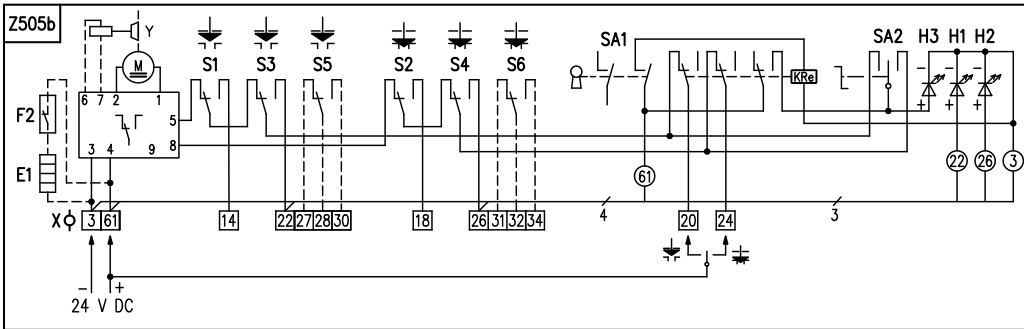 Z505b
Y
M
S1 S3 S5 S2 S4 S6
SA1
KRe
SA2 H3 H1 H2
− − −
+ + +
F2
E1
6 7 2 1
5
8
3 4 9
61
22 26 3
X 3 61 14 22 27 28 30 18 26 31 32 34 20 24
4 3
− +
24 V DC